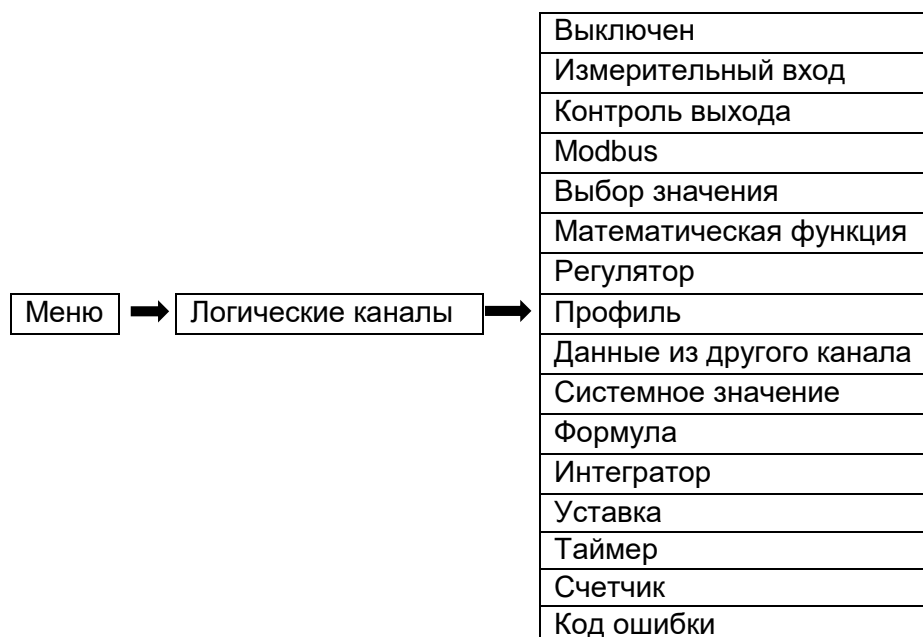 Выключен
Измерительный вход
Контроль выхода
Modbus
Выбор значения
Математическая функция
Регулятор
Меню
Логические каналы
Профиль
Данные из другого канала
Системное значение
Формула
Интегратор
Уставка
Таймер
Счетчик
Код ошибки